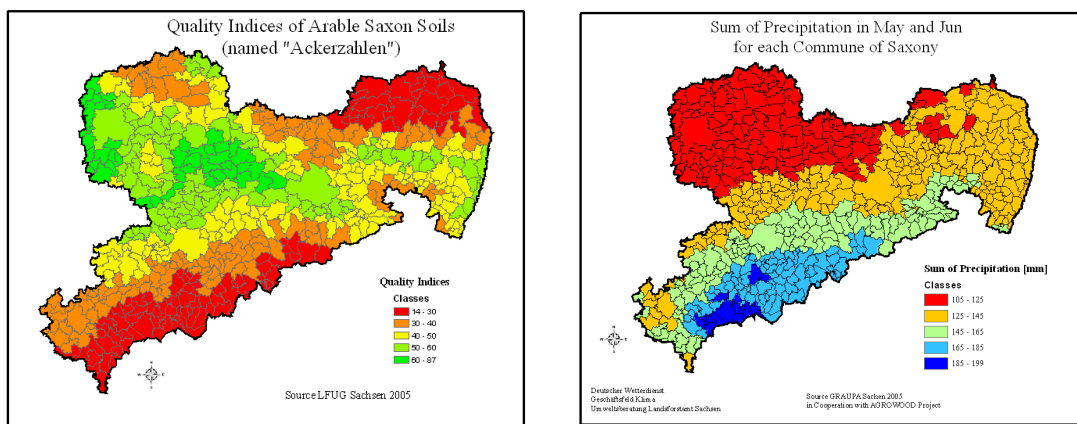 Quality Indices of Arable Saxon Soils
(named "Ackerzahlen")
Quality Indices
Classes
14 - 30
30 - 40
40 - 50
50 - 60
60 - 87
Source LFUG Sachsen 2005
Sum of Precipitation in May and Jun
for each Commune of Saxony
Sum of Precipitation [mm]
Classes
105 - 125
125 - 145
145 - 165
165 - 185
185 - 199
Deutscher Wetterdienst
Geschäftsfeld Klima
Umweltberatung Landsforstamt Sachsen
Source GRAUPA Sachen 2005
in Cooperation with AGROWOOD Project